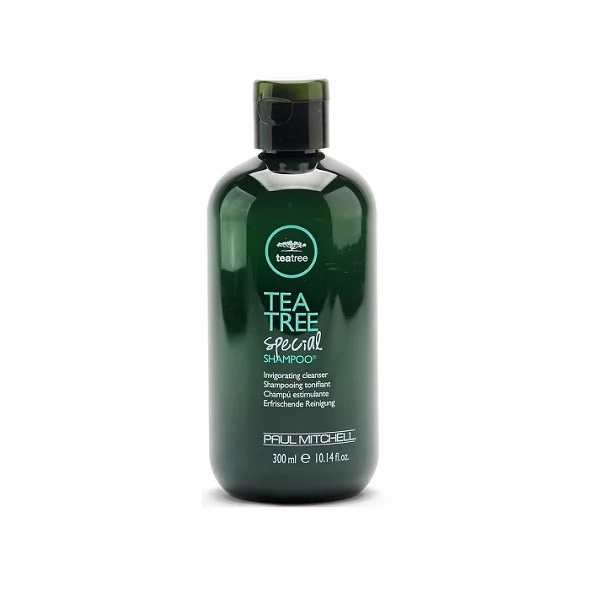 teatree
TEA
TREE
special
SHAMPOO®
Invigorating cleanser
Shampooing tonifiant
Champú estimulante
Erfrischende Reinigung
PAUL MITCHELL
300 ml ℮ 10.14 fl. oz.